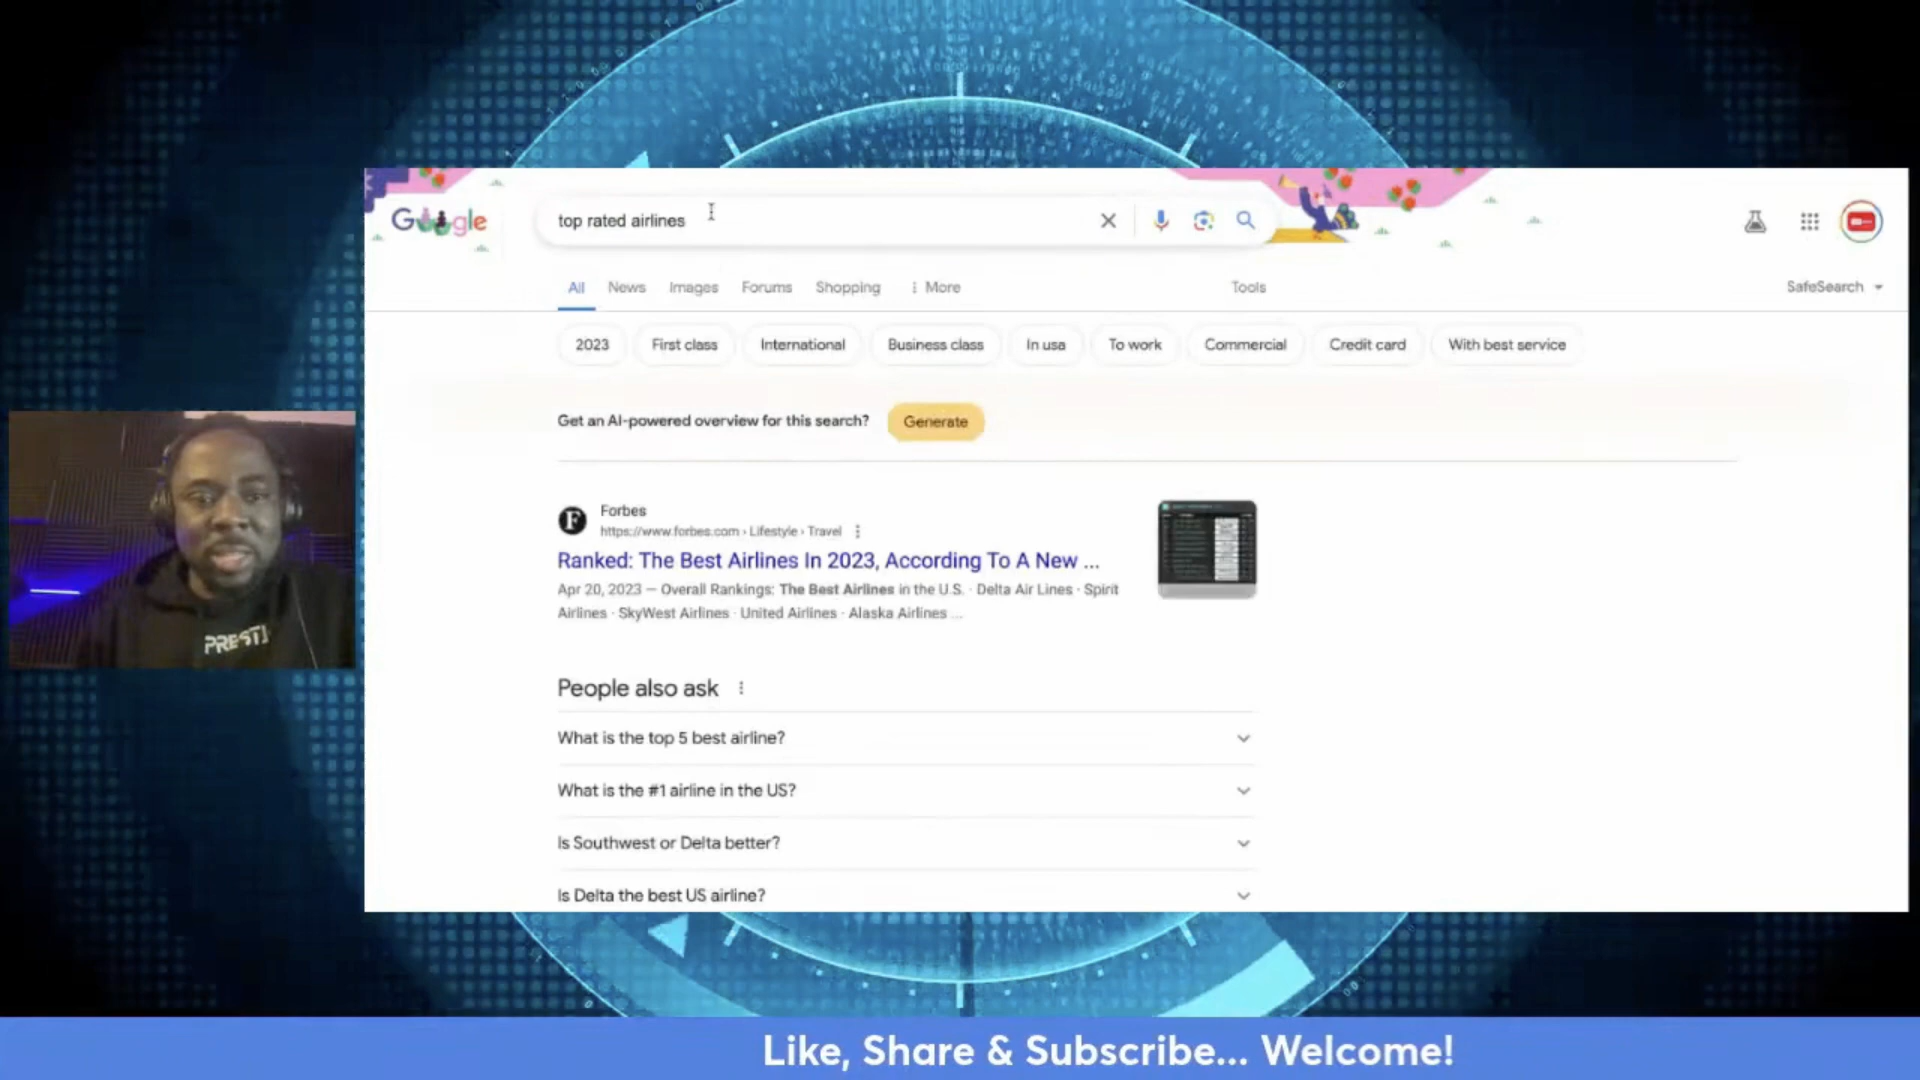 Google
top rated airlines
All News Images Forums Shopping More Tools SafeSearch
2023 First class International Business class In usa To work Commercial Credit card With best service
Get an AI-powered overview for this search? Generate
Forbes
https://www.forbes.com › Lifestyle › Travel
Ranked: The Best Airlines In 2023, According To A New ...
Apr 20, 2023 — Overall Rankings: The Best Airlines in the U.S. · Delta Air Lines · Spirit
Airlines · SkyWest Airlines · United Airlines · Alaska Airlines ...
People also ask
What is the top 5 best airline?
What is the #1 airline in the US?
Is Southwest or Delta better?
Is Delta the best US airline?
PREST
Like, Share & Subscribe... Welcome!